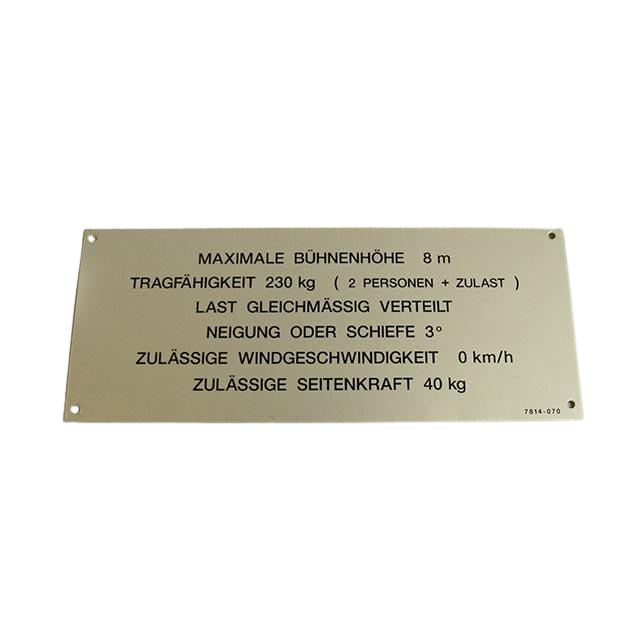 MAXIMALE BÜHNENHÖHE 8 m
TRAGFÄHIGKEIT 230 kg ( 2 PERSONEN + ZULAST )
LAST GLEICHMÄSSIG VERTEILT
NEIGUNG ODER SCHIEFE 3°
ZULÄSSIGE WINDGESCHWINDIGKEIT 0 km/h
ZULÄSSIGE SEITENKRAFT 40 kg
7814-070